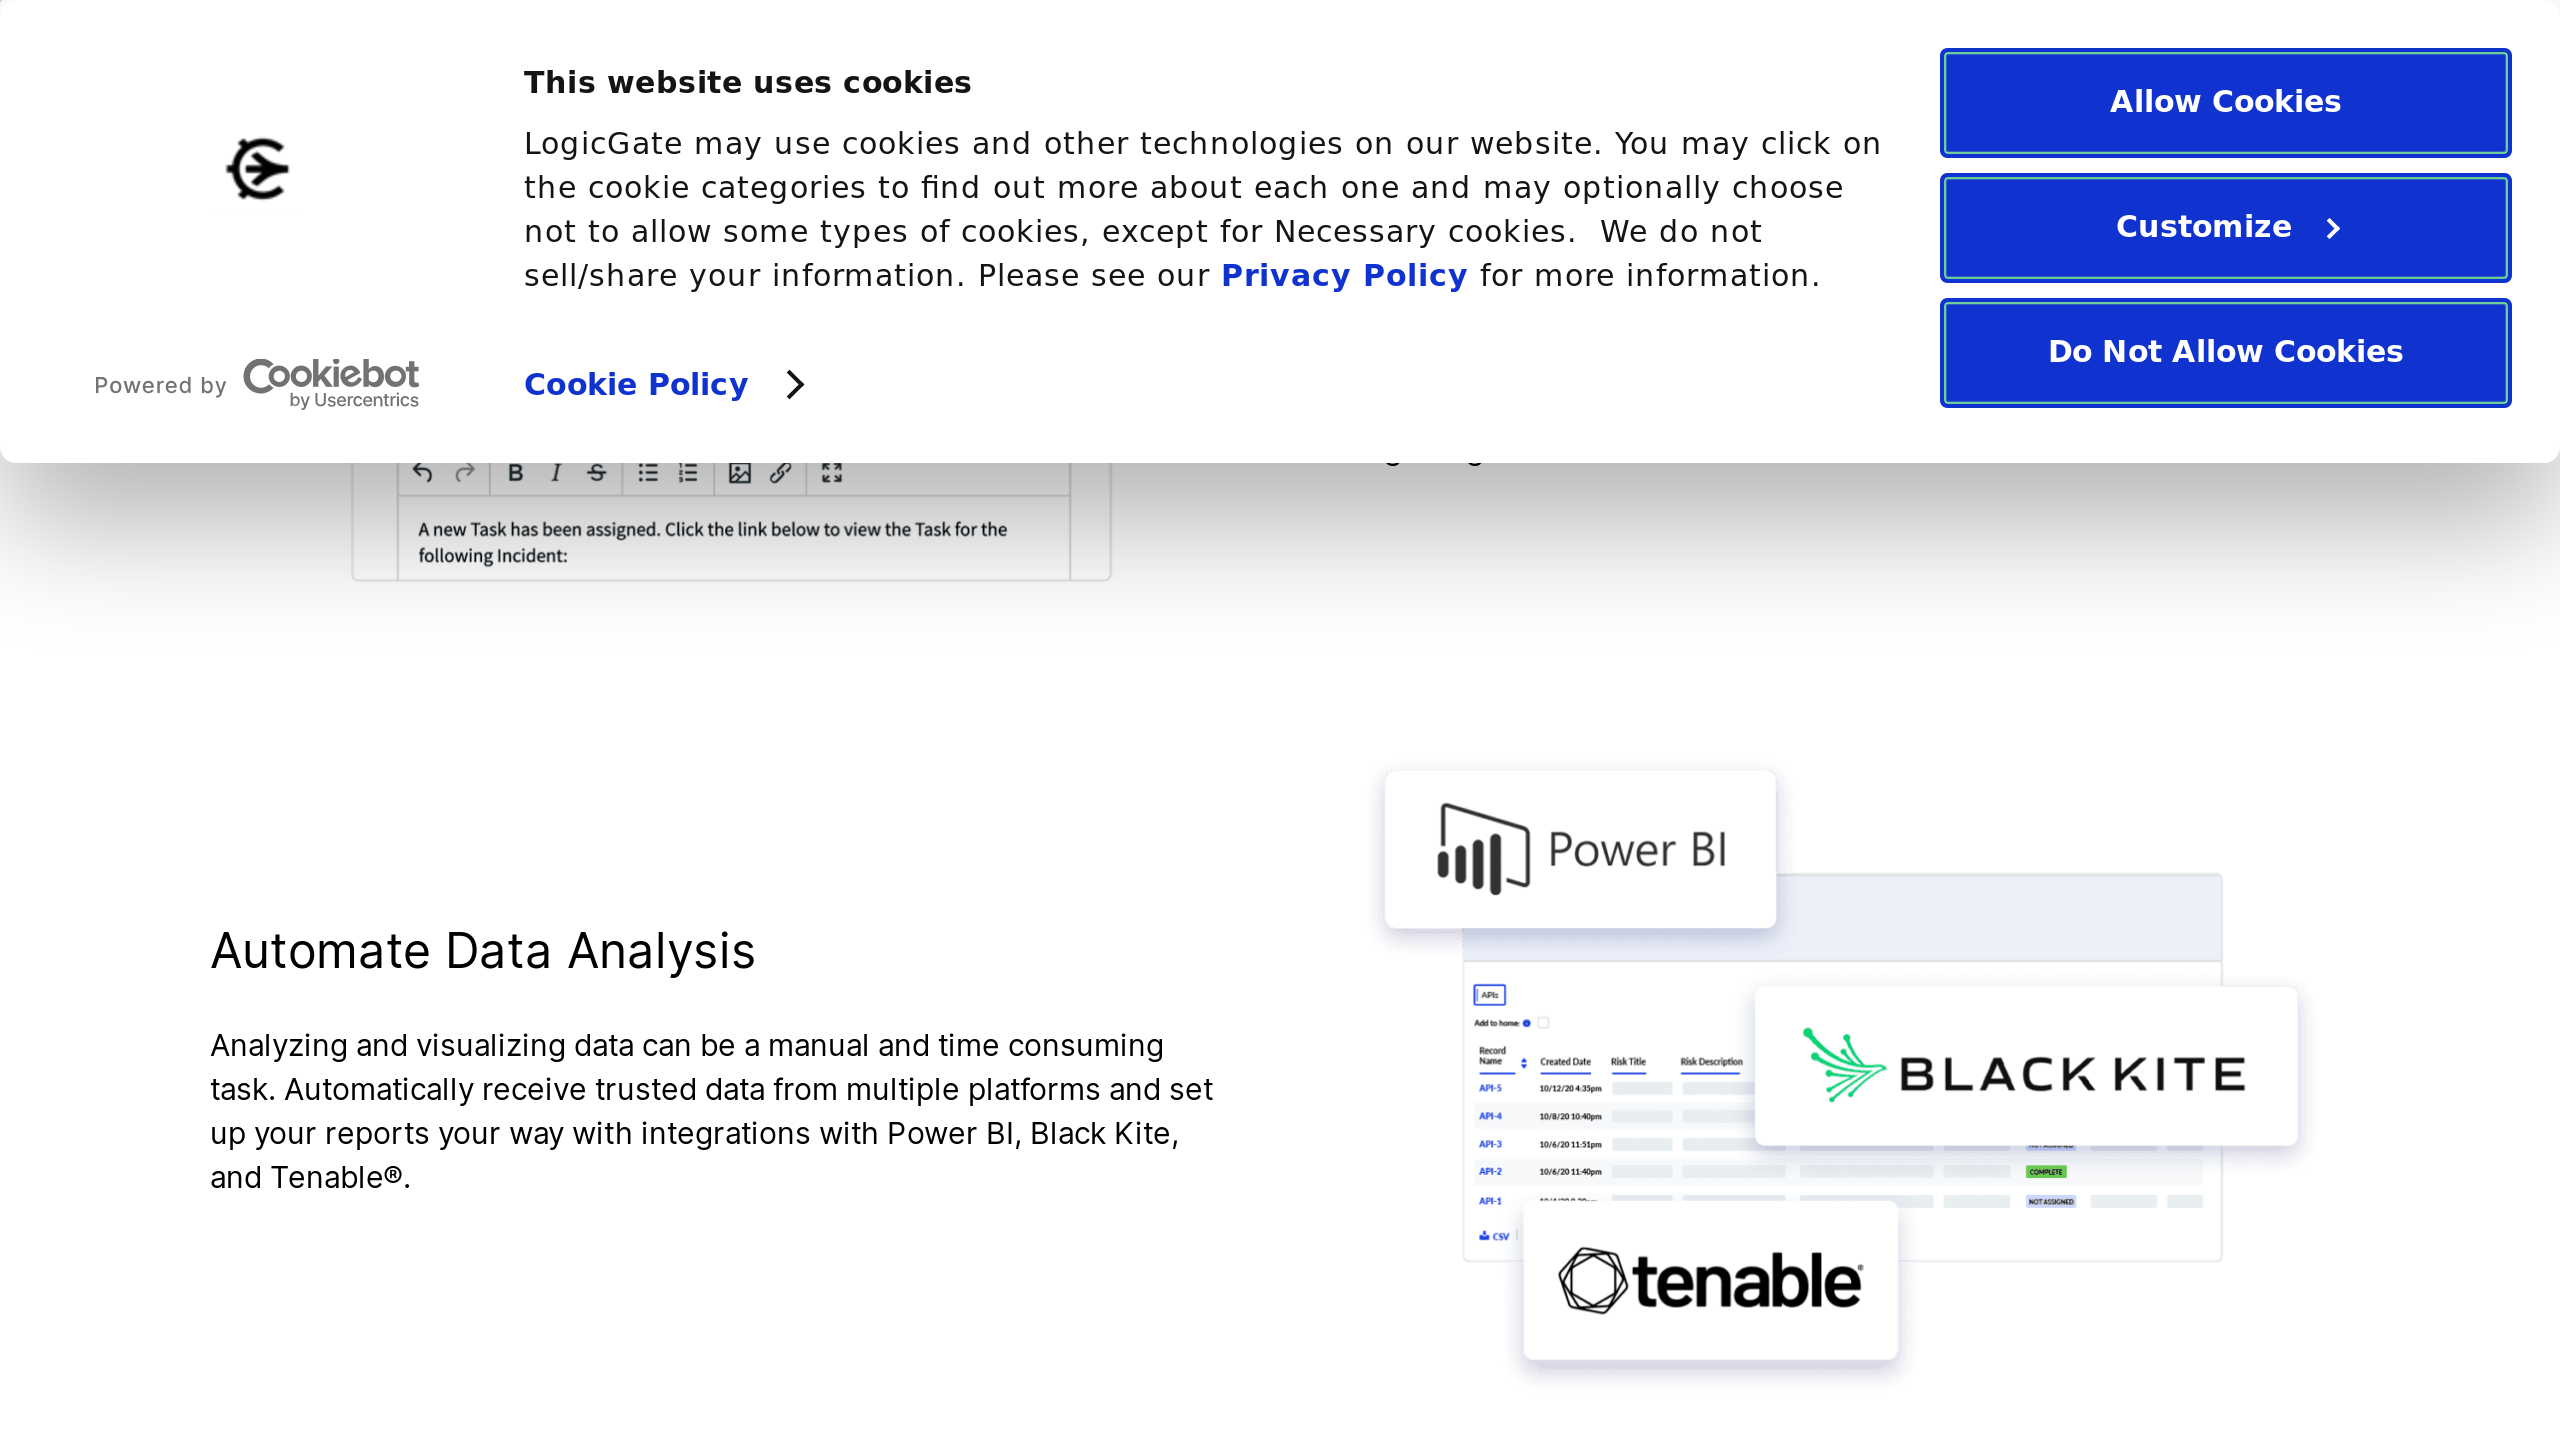 This website uses cookies
LogicGate may use cookies and other technologies on our website. You may click on
the cookie categories to find out more about each one and may optionally choose
not to allow some types of cookies, except for Necessary cookies.  We do not
sell/share your information. Please see our Privacy Policy for more information.
Powered by Cookiebot
by Usercentrics
Cookie Policy
Allow Cookies
Customize
Do Not Allow Cookies
B I S
A new Task has been assigned. Click the link below to view the Task for the
following Incident:
Automate Data Analysis
Analyzing and visualizing data can be a manual and time consuming
task. Automatically receive trusted data from multiple platforms and set
up your reports your way with integrations with Power BI, Black Kite,
and Tenable®.
Power BI
APIs
Add to home:
Record
Name
Created Date Risk Title Risk Description
BLACK KITE
API-5 10/12/20 4:35pm
API-4 10/8/20 10:40pm
API-3 10/6/20 11:51pm
API-2 10/6/20 11:40pm COMPLETE
API-1 NOT ASSIGNED
CSV
tenable®